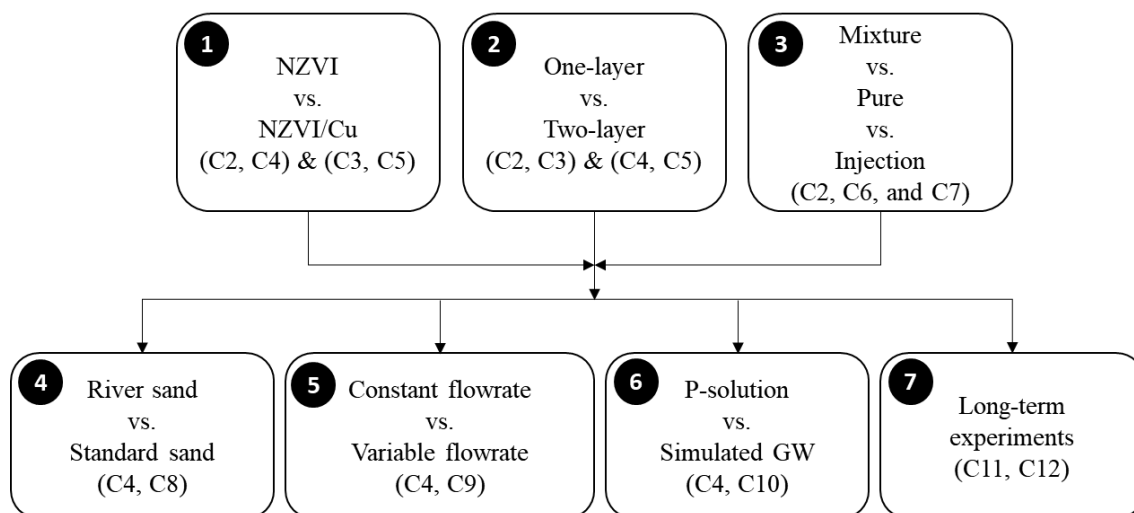 1
NZVI
vs.
NZVI/Cu
(C2, C4) & (C3, C5)
2
One-layer
vs.
Two-layer
(C2, C3) & (C4, C5)
3
Mixture
vs.
Pure
vs.
Injection
(C2, C6, and C7)
4
River sand
vs.
Standard sand
(C4, C8)
5
Constant flowrate
vs.
Variable flowrate
(C4, C9)
6
P-solution
vs.
Simulated GW
(C4, C10)
7
Long-term
experiments
(C11, C12)